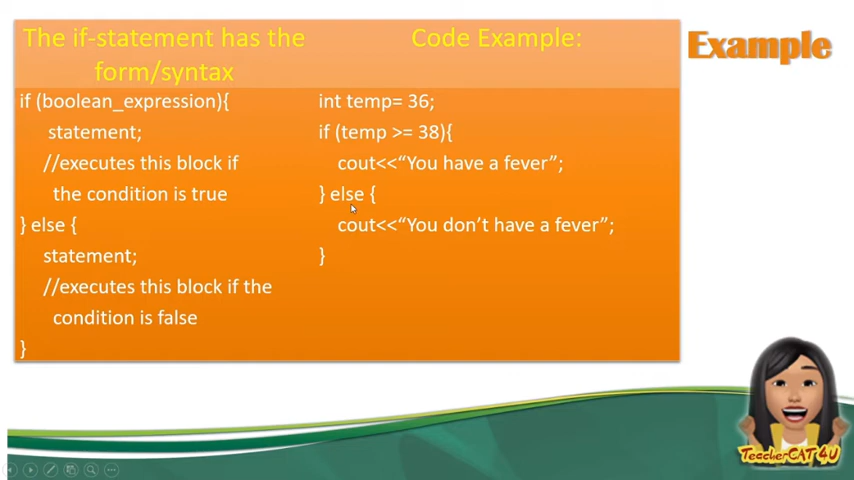 The if-statement has the
form/syntax
if (boolean_expression){
statement;
//executes this block if
the condition is true
} else {
statement;
//executes this block if the
condition is false
}
Code Example:
int temp= 36;
if (temp >= 38){
cout<<“You have a fever”;
} else {
cout<<“You don’t have a fever”;
}
Example
TeacherCAT 4U